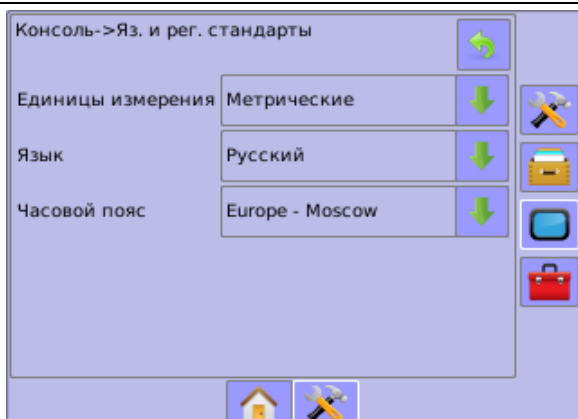 Консоль->Яз. и рег. стандарты
Единицы измерения Метрические
Язык Русский
Часовой пояс Europe - Moscow